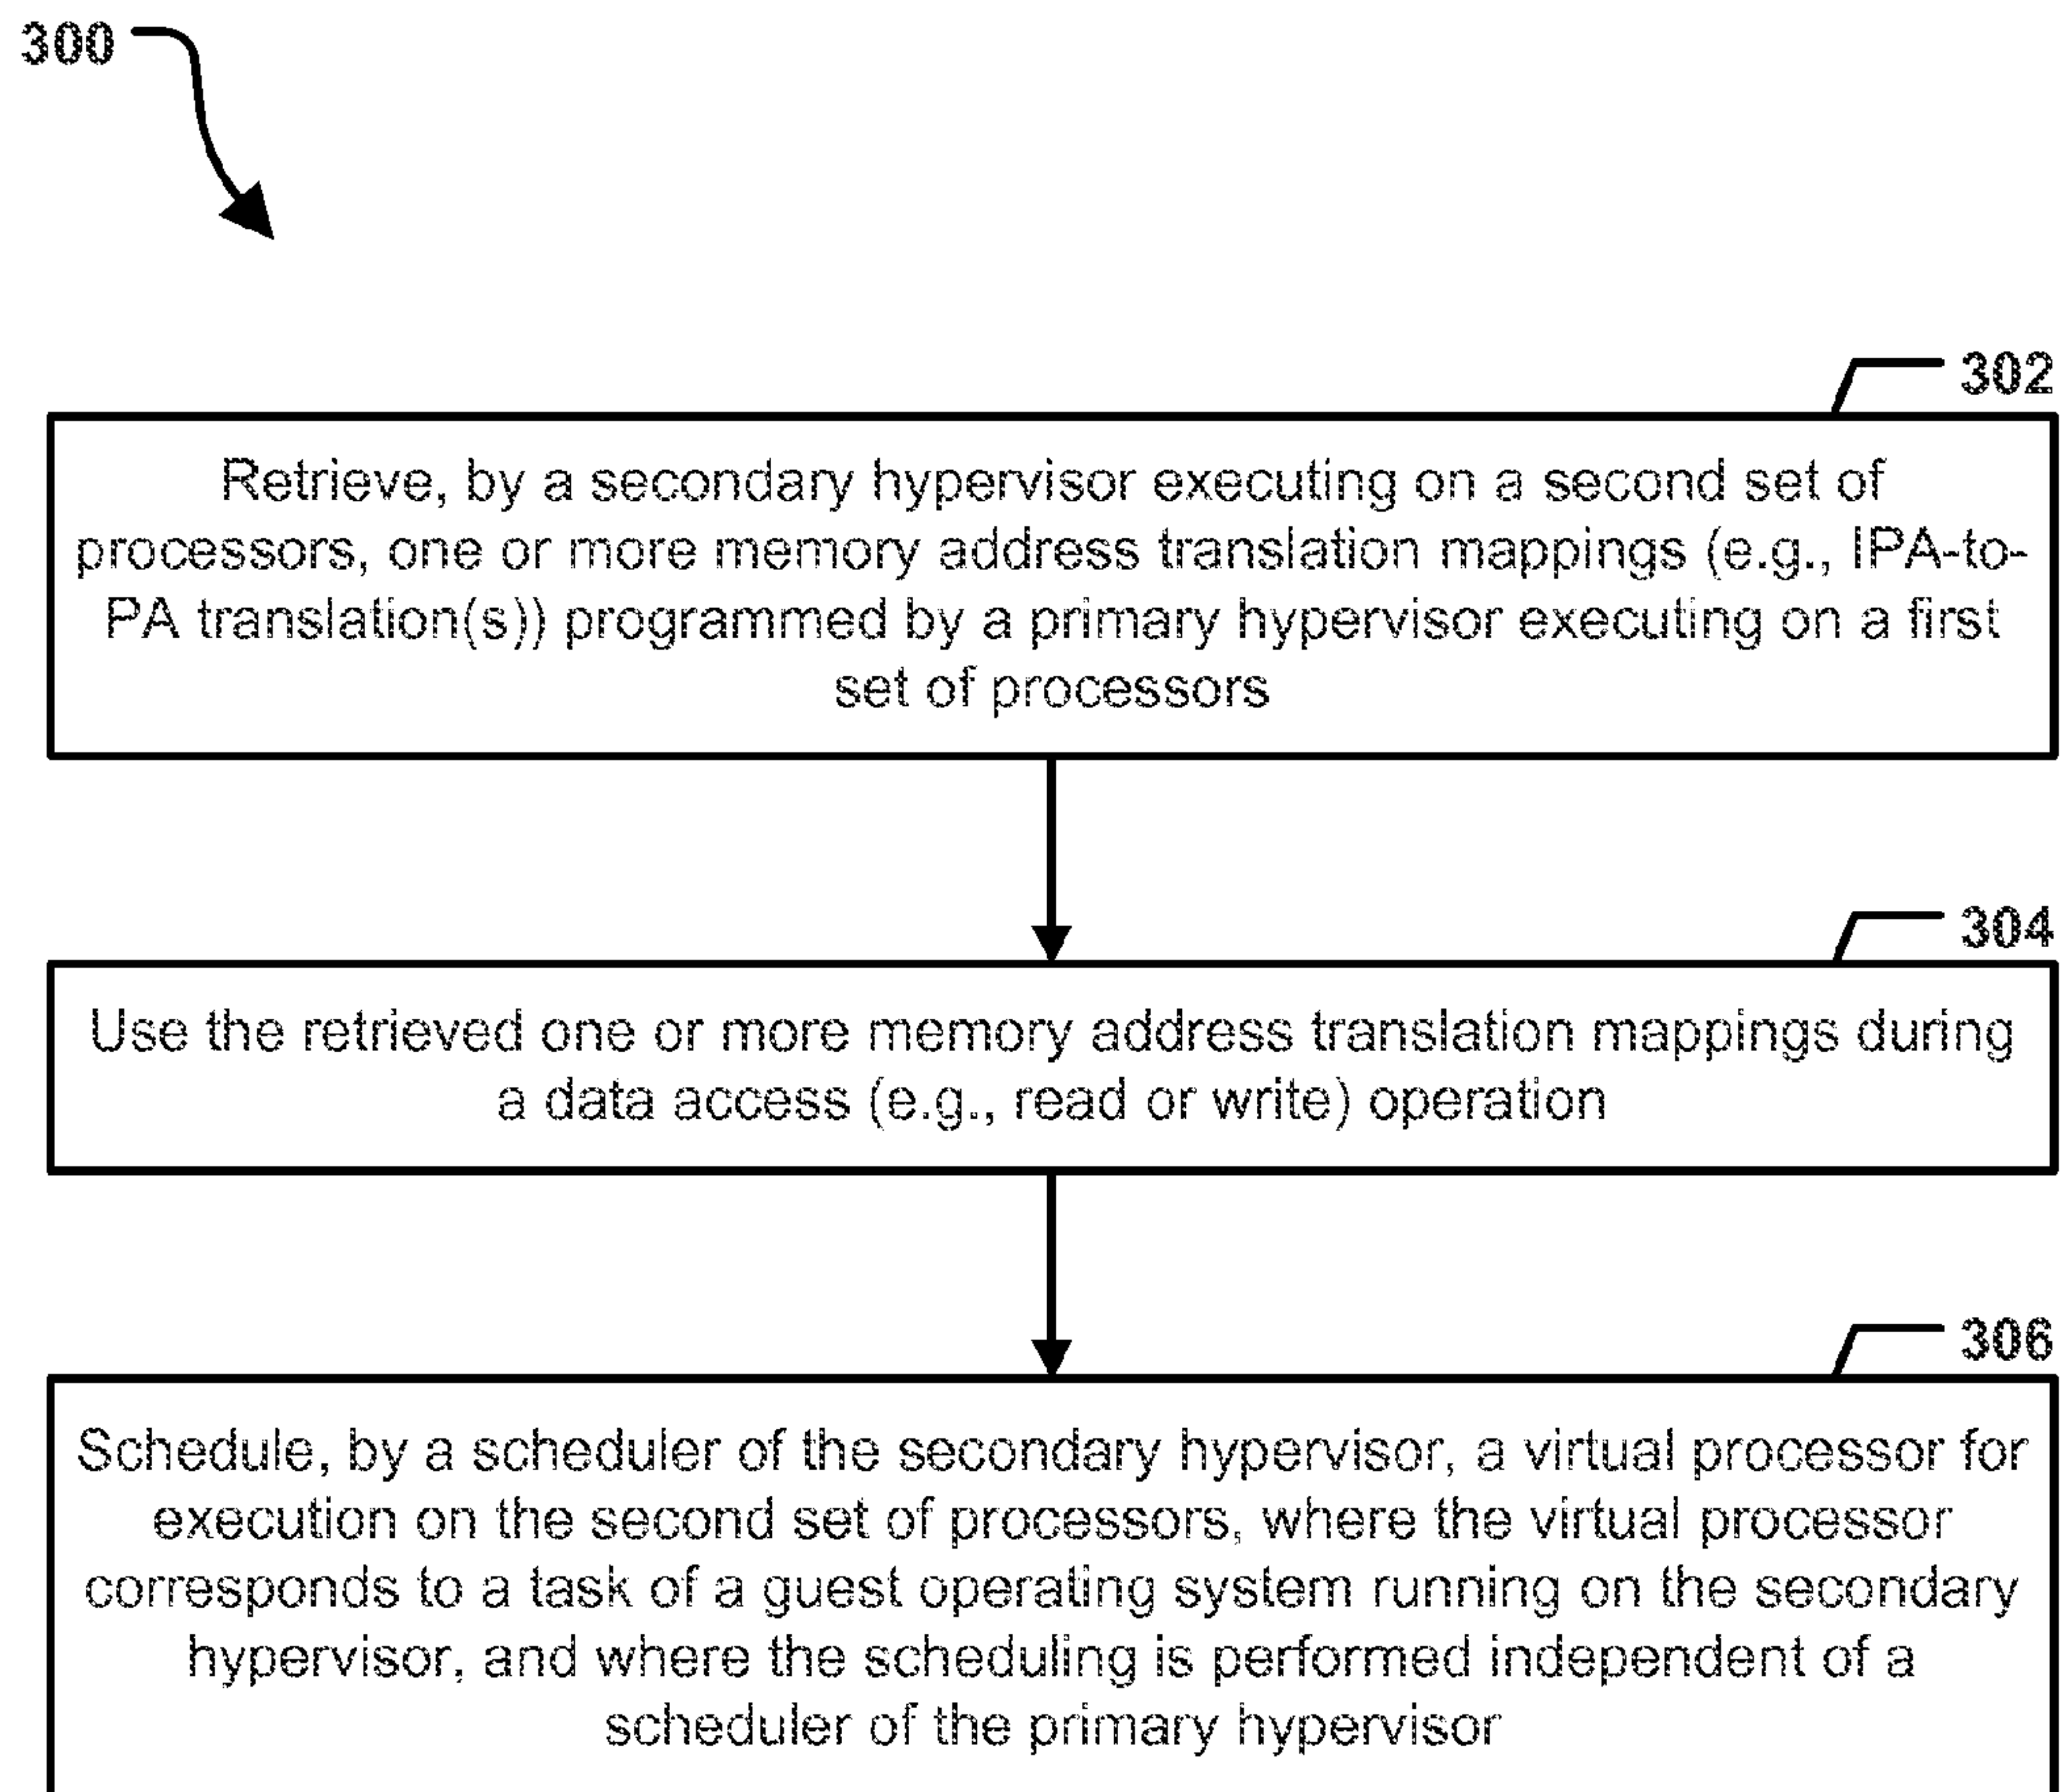 300
302
Retrieve, by a secondary hypervisor executing on a second set of
processors, one or more memory address translation mappings (e.g., IPA-to-
PA translation(s)) programmed by a primary hypervisor executing on a first
set of processors
304
Use the retrieved one or more memory address translation mappings during
a data access (e.g., read or write) operation
306
Schedule, by a scheduler of the secondary hypervisor, a virtual processor for
execution on the second set of processors, where the virtual processor
corresponds to a task of a guest operating system running on the secondary
hypervisor, and where the scheduling is performed independent of a
scheduler of the primary hypervisor